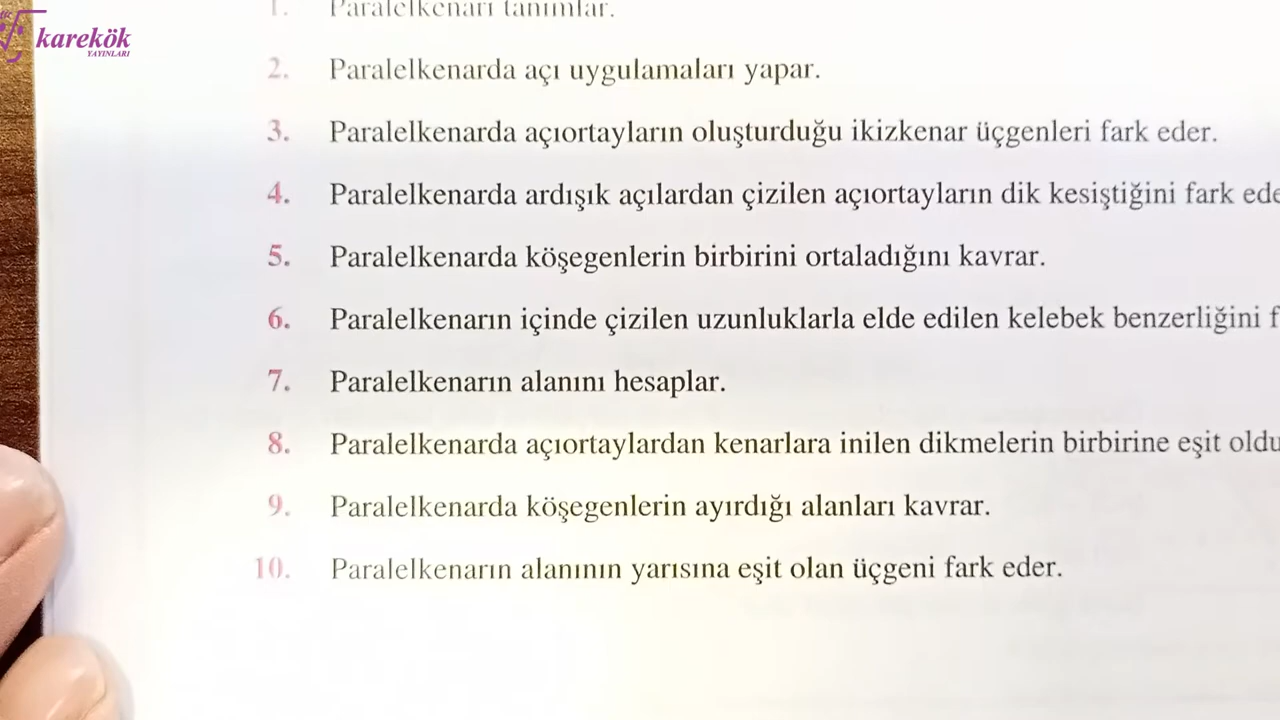 karekök
YAYINLARI
1. Paralelkenarı tanımlar.
2. Paralelkenarda açı uygulamaları yapar.
3. Paralelkenarda açıortayların oluşturduğu ikizkenar üçgenleri fark eder.
4. Paralelkenarda ardışık açılardan çizilen açıortayların dik kesiştiğini fark ede
5. Paralelkenarda köşegenlerin birbirini ortaladığını kavrar.
6. Paralelkenarın içinde çizilen uzunluklarla elde edilen kelebek benzerliğini f
7. Paralelkenarın alanını hesaplar.
8. Paralelkenarda açıortaylardan kenarlara inilen dikmelerin birbirine eşit oldu
9. Paralelkenarda köşegenlerin ayırdığı alanları kavrar.
10. Paralelkenarın alanının yarısına eşit olan üçgeni fark eder.